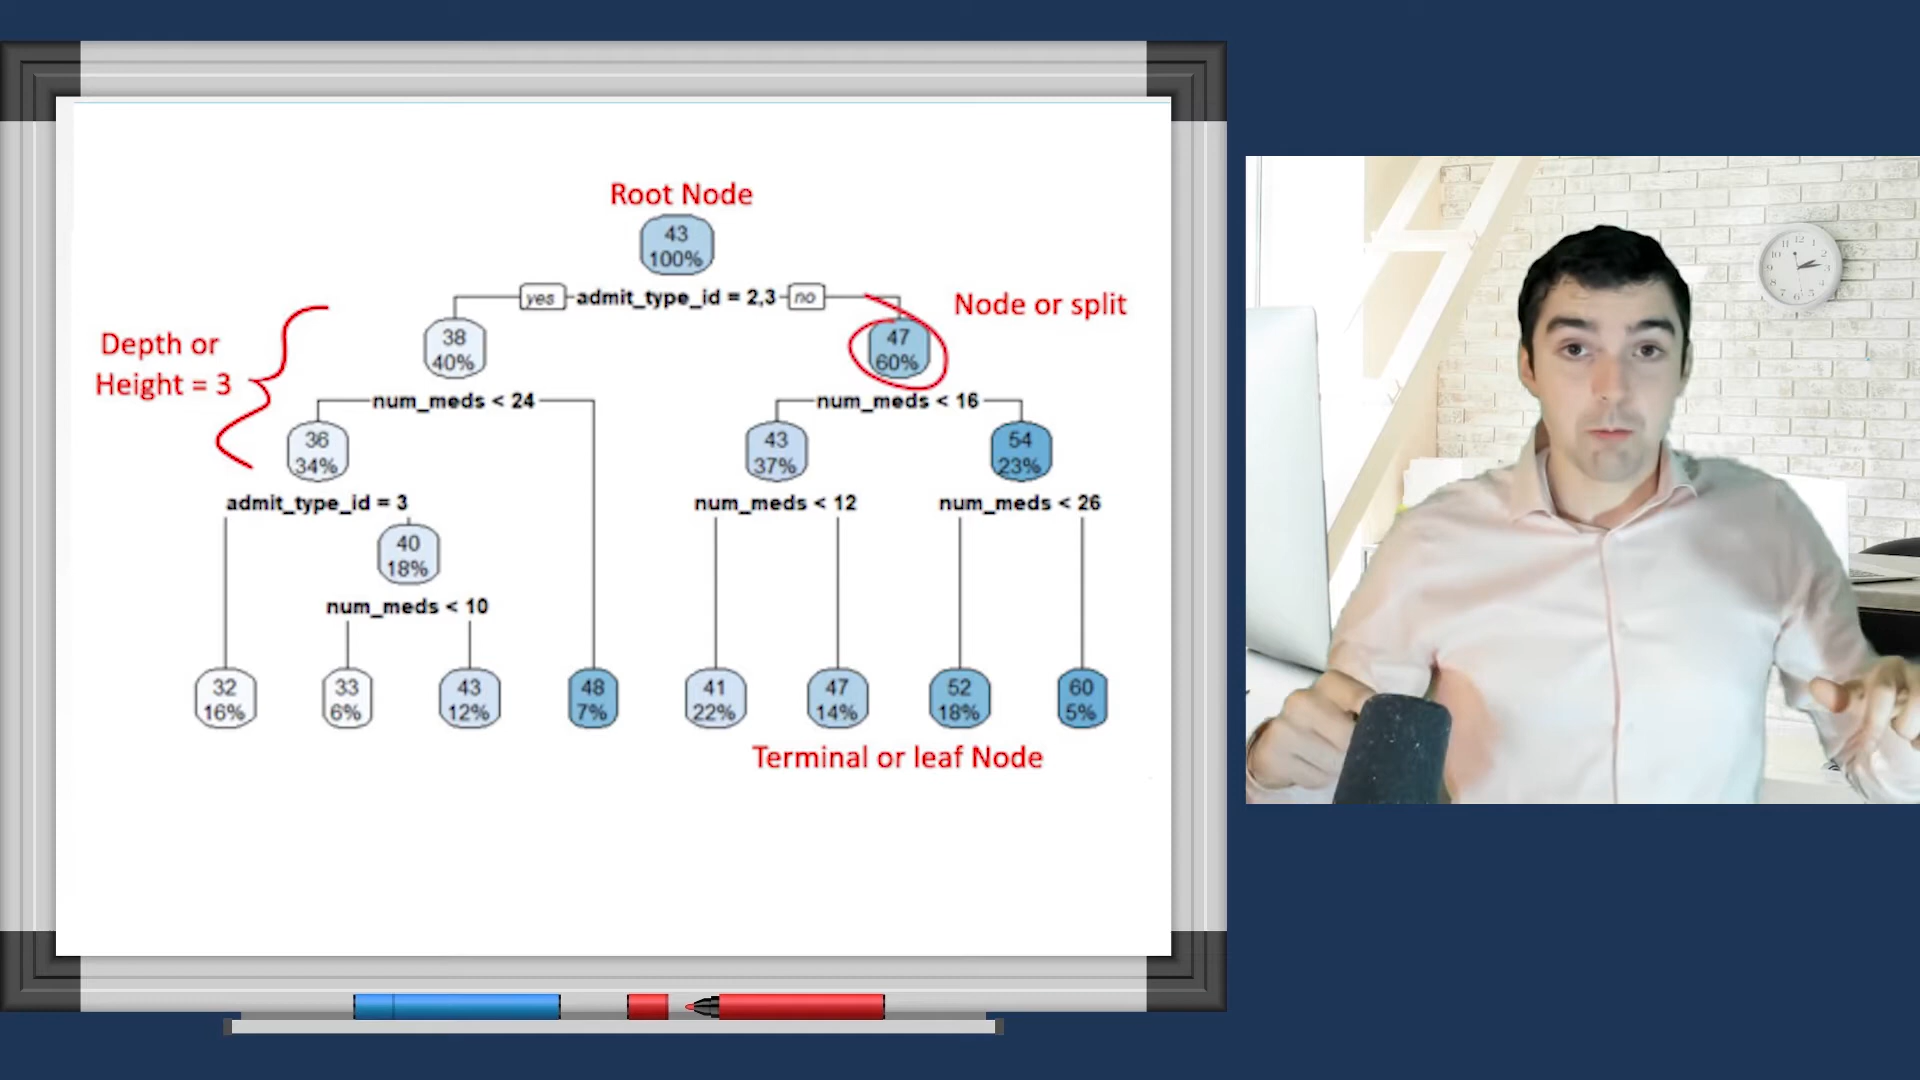 Root Node
43
100%
yes admit_type_id = 2,3 no
Node or split
38
40%
47
60%
Depth or
Height = 3
num_meds < 24
num_meds < 16
36
34%
43
37%
54
23%
admit_type_id = 3
num_meds < 12
num_meds < 26
40
18%
num_meds < 10
32
16%
33
6%
43
12%
48
7%
41
22%
47
14%
52
18%
60
5%
Terminal or leaf Node